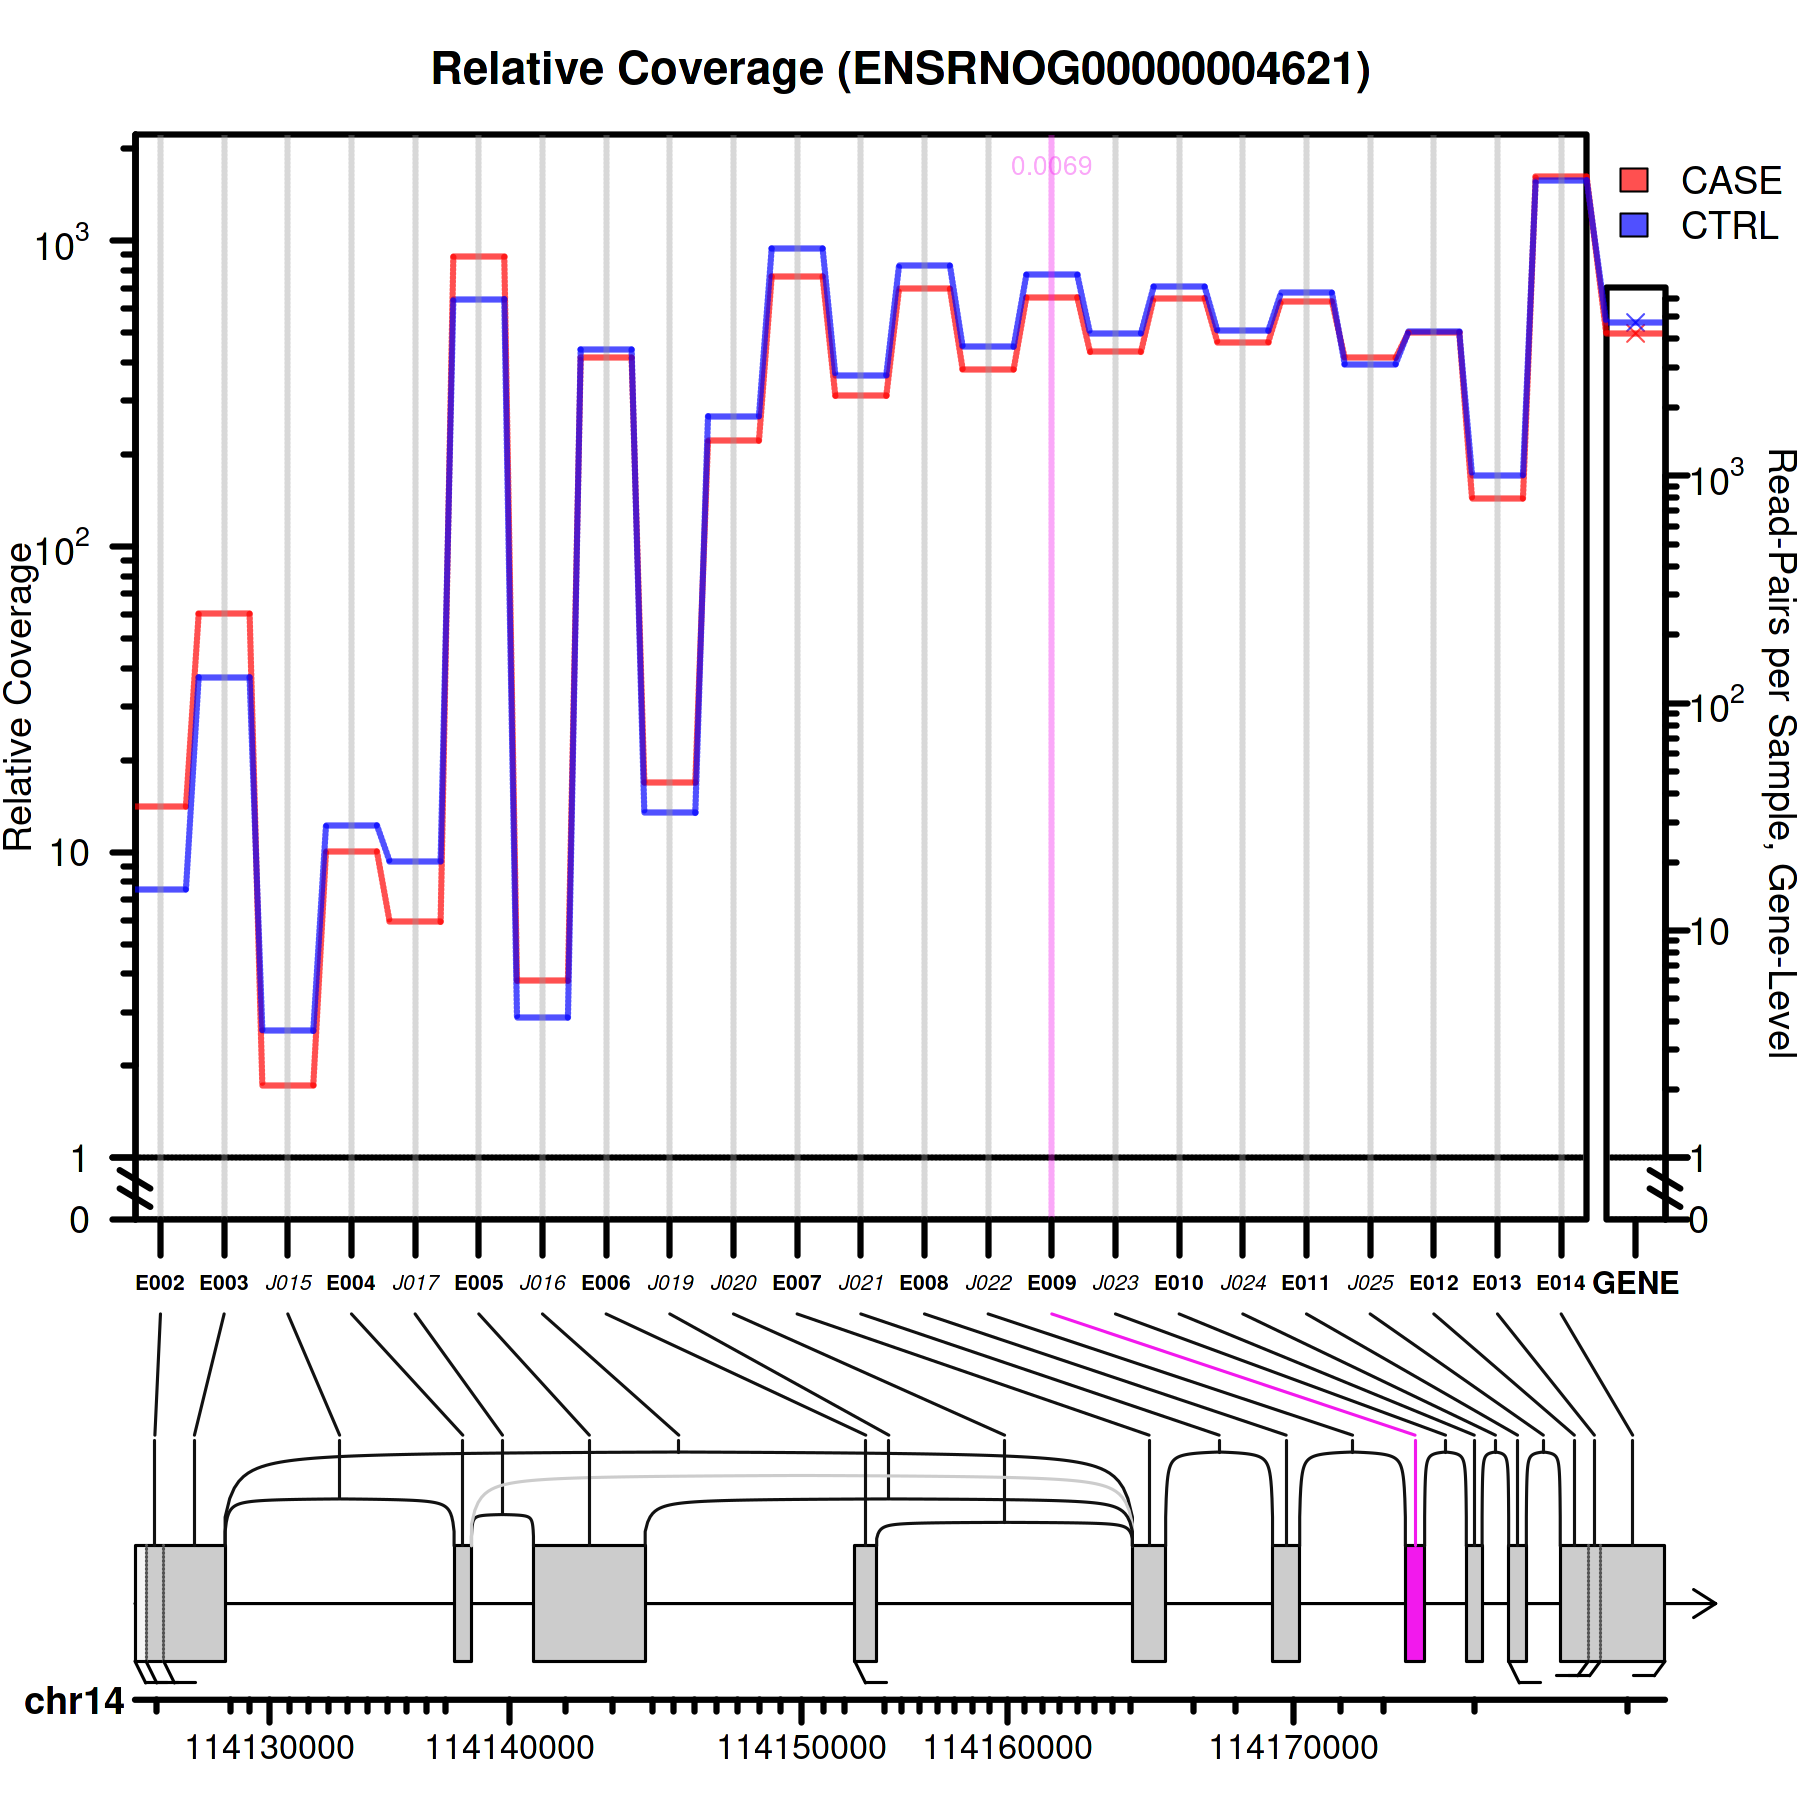 Relative Coverage (ENSRNOG00000004621)
0.0069
CASE
CTRL
Relative Coverage
10³
10²
10
1
0
10³
10²
10
1
0
Read-Pairs per Sample, Gene-Level
E002 E003 J015 E004 J017 E005 J016 E006 J019 J020 E007 J021 E008 J022 E009 J023 E010 J024 E011 J025 E012 E013 E014 GENE
chr14
114130000 114140000 114150000 114160000 114170000